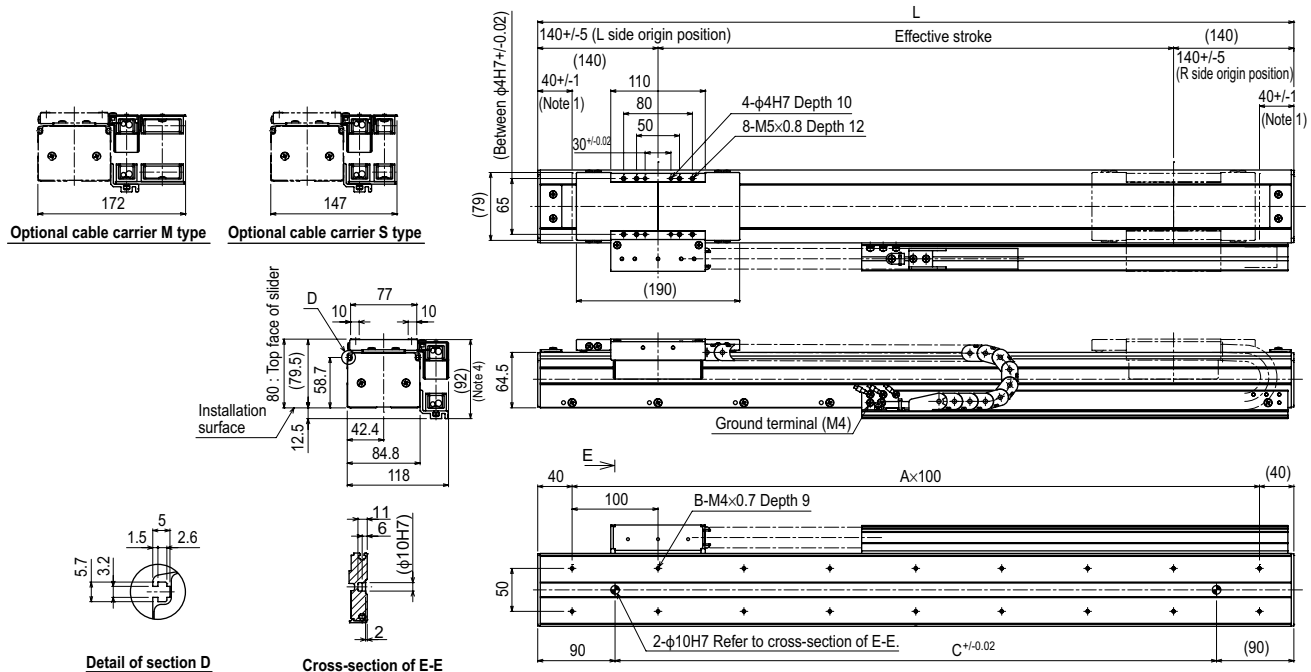 L
140+/-5 (L side origin position)
Effective stroke
(140)
(140)
140+/-5
(R side origin position)
40+/-1
(Note 1)
110
80
50
30+/-0.02
(Between ϕ4H7+/-0.02)
4-ϕ4H7 Depth 10
8-M5×0.8 Depth 12
40+/-1
(Note 1)
(79)
65
(190)
172
Optional cable carrier M type
147
Optional cable carrier S type
D
77
10
10
80 : Top face of slider
(79.5)
58.7
(92)
(Note 4)
Installation
surface
12.5
42.4
84.8
118
64.5
Ground terminal (M4)
E
40
A×100
(40)
100
B-M4×0.7 Depth 9
50
2-ϕ10H7 Refer to cross-section of E-E.
90
C+/-0.02
(90)
5
1.5
2.6
5.7
3.2
Detail of section D
11
6
(ϕ10H7)
2
Cross-section of E-E